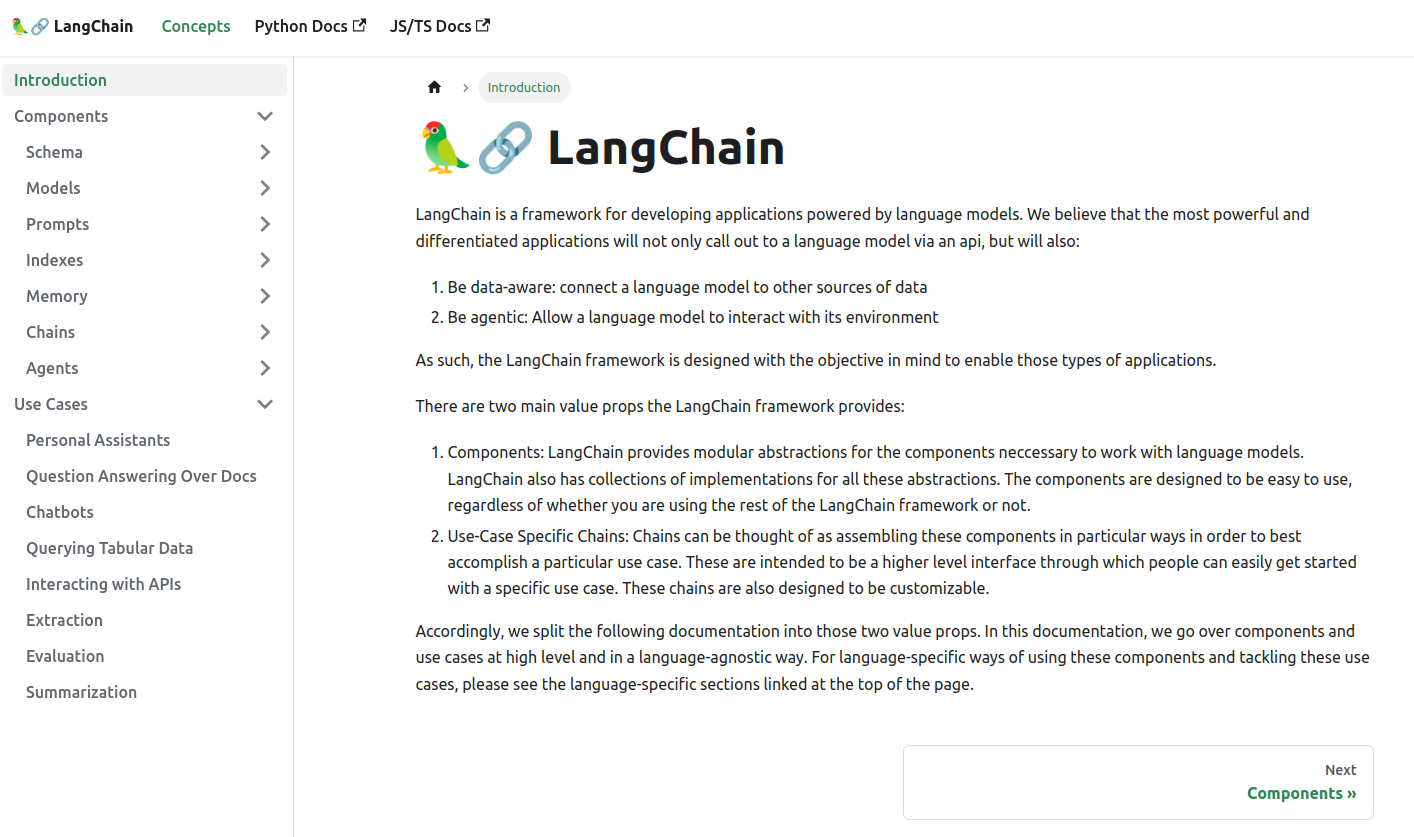 🦜🔗 LangChain Concepts Python Docs JS/TS Docs
Introduction
Components
Schema
Models
Prompts
Indexes
Memory
Chains
Agents
Use Cases
Personal Assistants
Question Answering Over Docs
Chatbots
Querying Tabular Data
Interacting with APIs
Extraction
Evaluation
Summarization
Introduction
🦜🔗 LangChain
LangChain is a framework for developing applications powered by language models. We believe that the most powerful and
differentiated applications will not only call out to a language model via an api, but will also:
1. Be data-aware: connect a language model to other sources of data
2. Be agentic: Allow a language model to interact with its environment
As such, the LangChain framework is designed with the objective in mind to enable those types of applications.
There are two main value props the LangChain framework provides:
1. Components: LangChain provides modular abstractions for the components neccessary to work with language models.
LangChain also has collections of implementations for all these abstractions. The components are designed to be easy to use,
regardless of whether you are using the rest of the LangChain framework or not.
2. Use-Case Specific Chains: Chains can be thought of as assembling these components in particular ways in order to best
accomplish a particular use case. These are intended to be a higher level interface through which people can easily get started
with a specific use case. These chains are also designed to be customizable.
Accordingly, we split the following documentation into those two value props. In this documentation, we go over components and
use cases at high level and in a language-agnostic way. For language-specific ways of using these components and tackling these use
cases, please see the language-specific sections linked at the top of the page.
Next
Components »